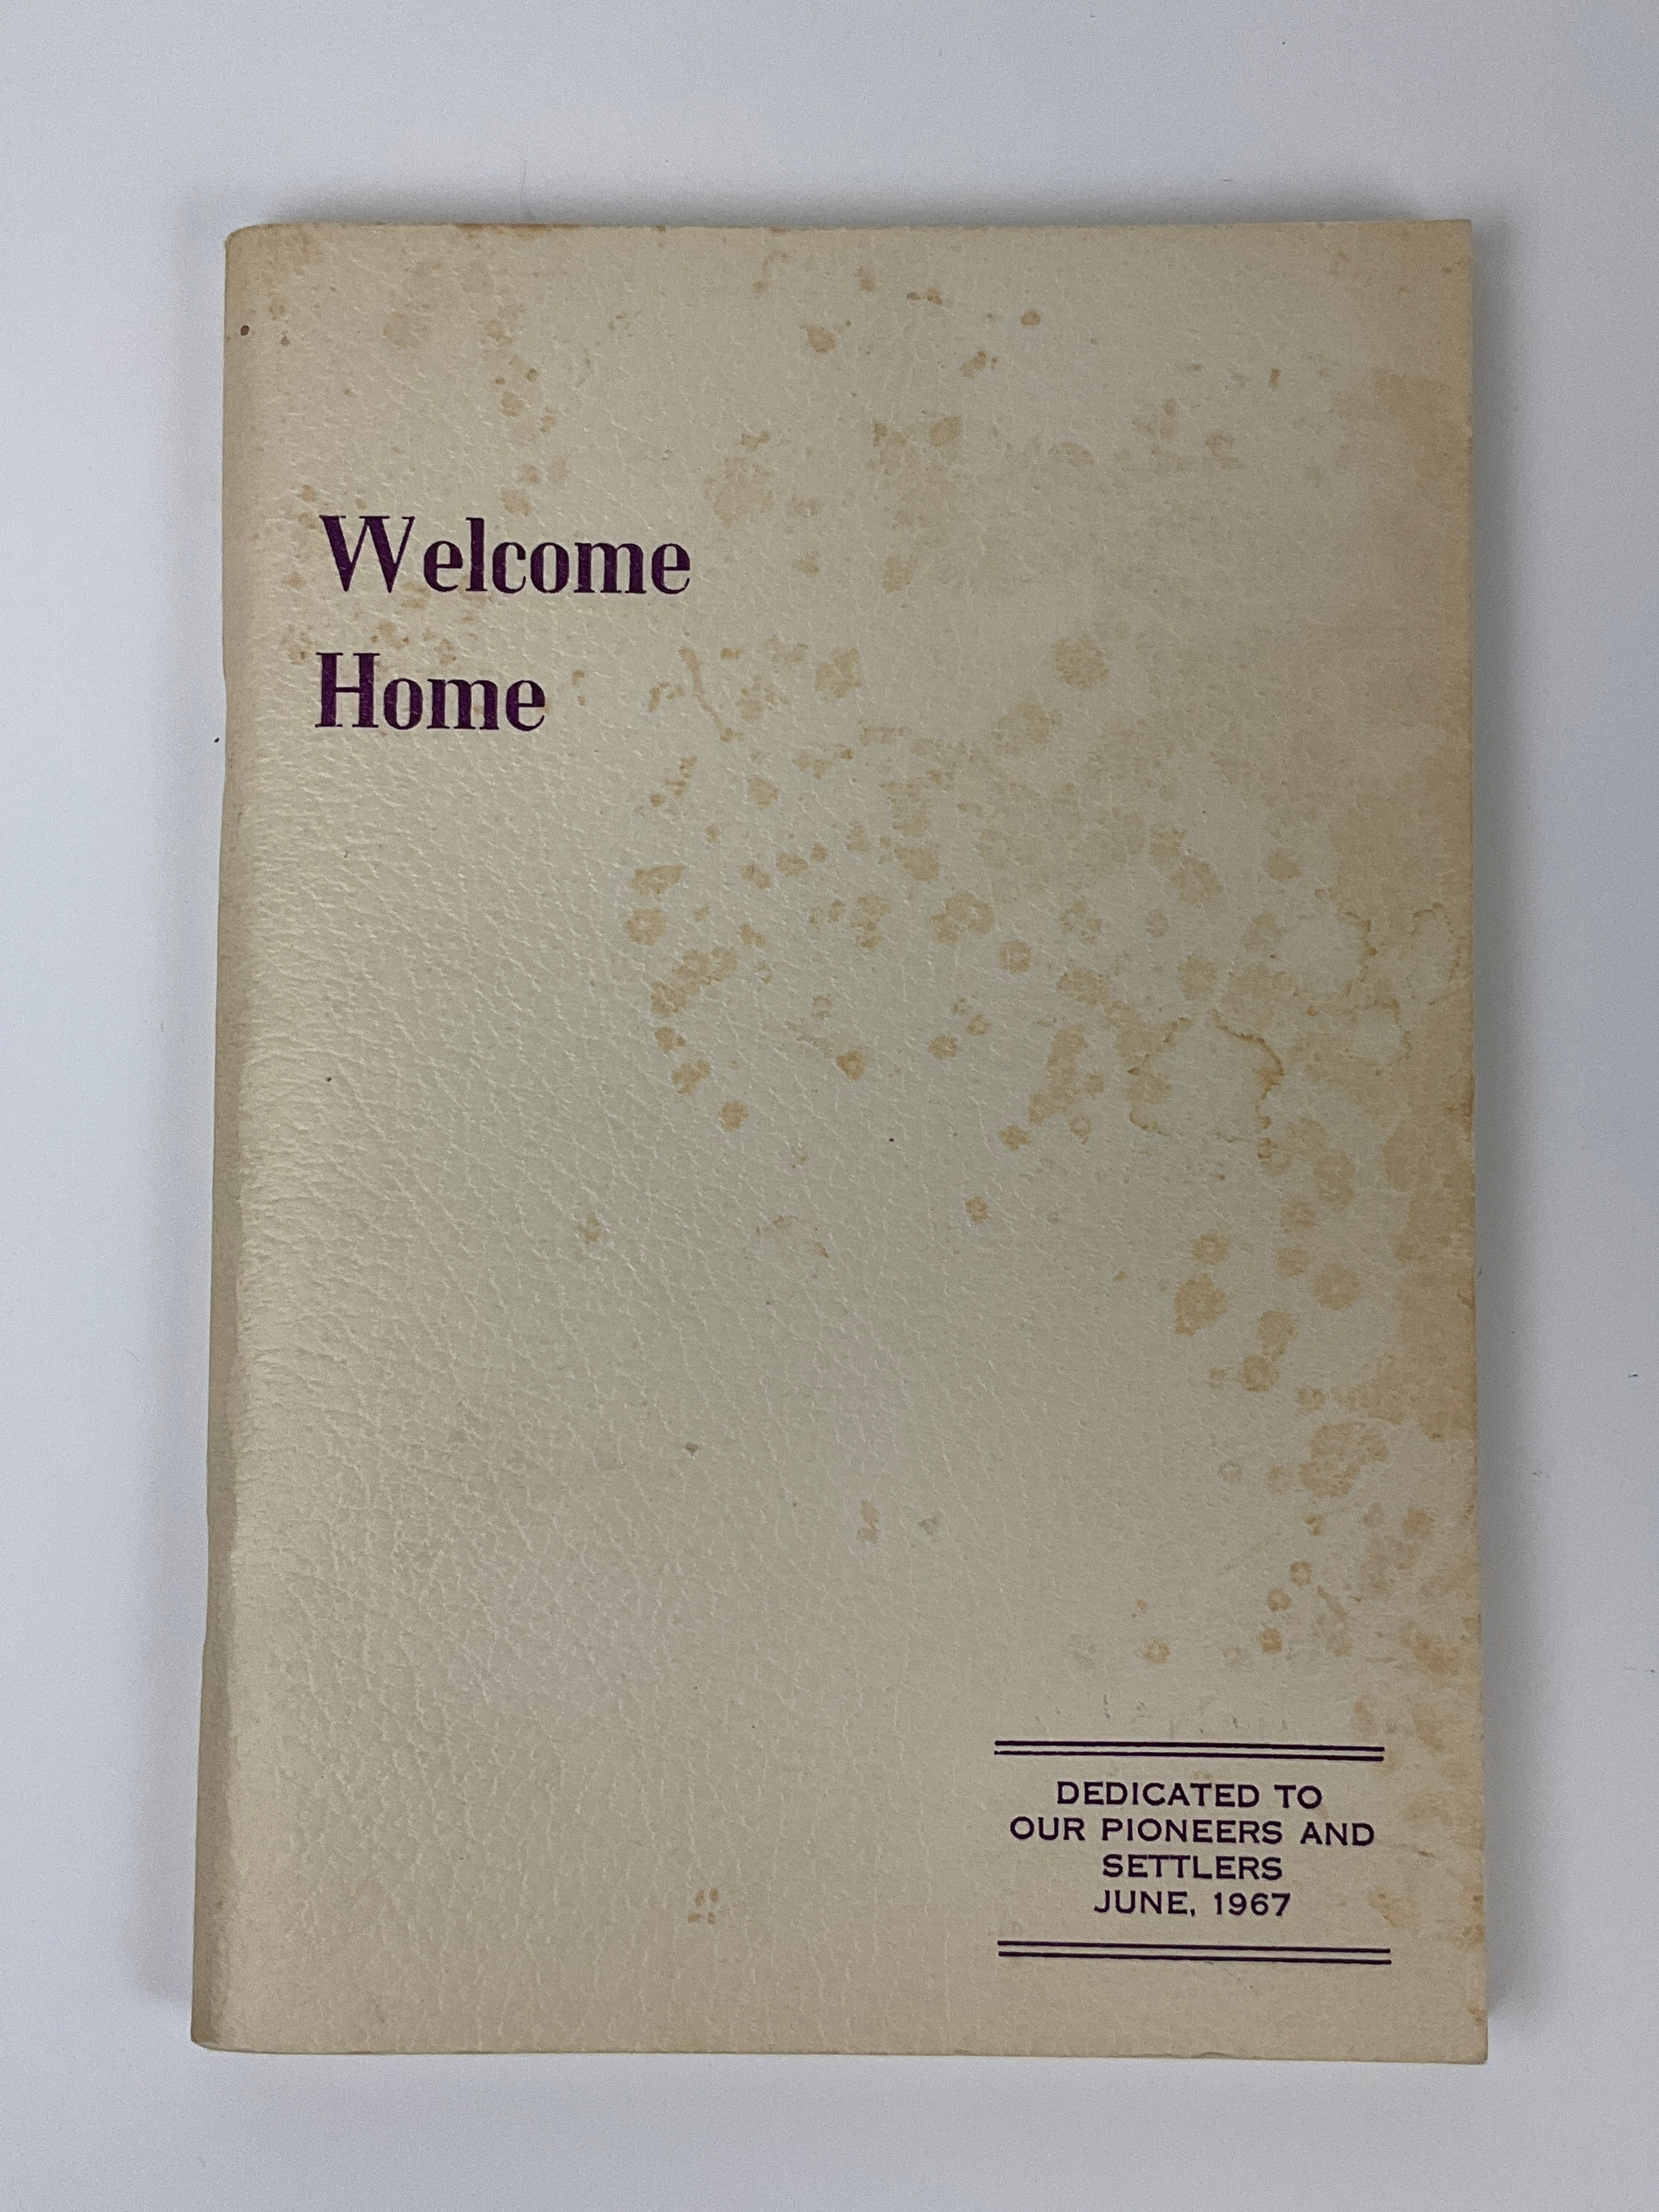 Welcome
Home
DEDICATED TO
OUR PIONEERS AND
SETTLERS
JUNE, 1967